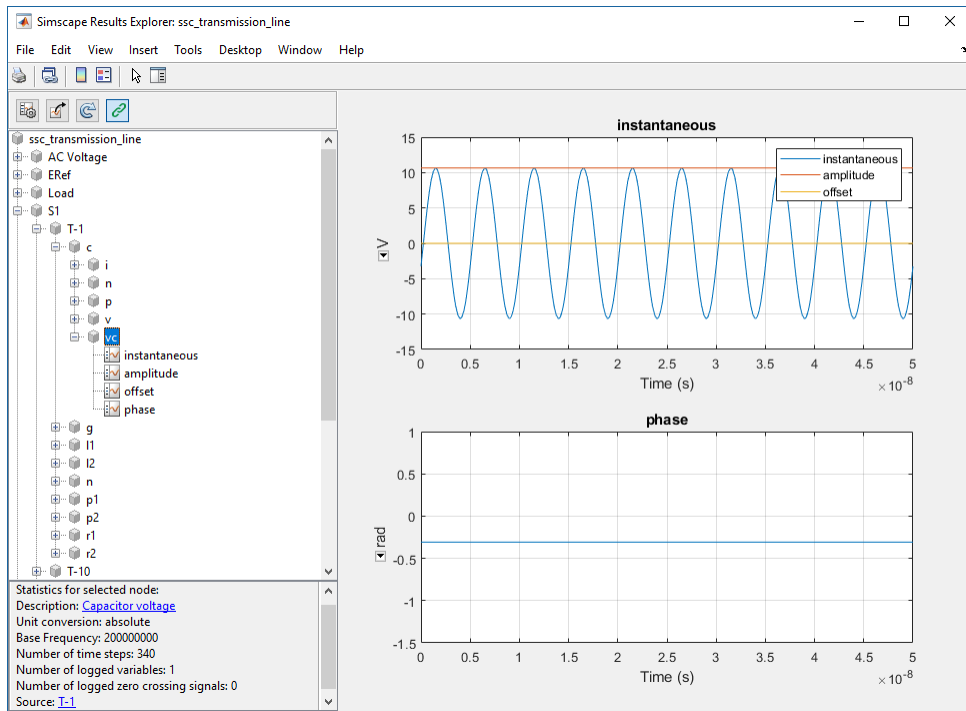 Simscape Results Explorer: ssc_transmission_line
File Edit View Insert Tools Desktop Window Help
ssc_transmission_line
AC Voltage
ERef
Load
S1
T-1
c
i
n
p
v
vc
instantaneous
amplitude
offset
phase
g
l1
l2
n
p1
p2
r1
r2
T-10
Statistics for selected node:
Description: Capacitor voltage
Unit conversion: absolute
Base Frequency: 200000000
Number of time steps: 340
Number of logged variables: 1
Number of logged zero crossing signals: 0
Source: T-1
instantaneous
15
10
5
0
-5
-10
-15
V
instantaneous
amplitude
offset
0 0.5 1 1.5 2 2.5 3 3.5 4 4.5 5
Time (s)
×10⁻⁸
phase
1
0.5
0
-0.5
-1
-1.5
rad
0 0.5 1 1.5 2 2.5 3 3.5 4 4.5 5
Time (s)
×10⁻⁸